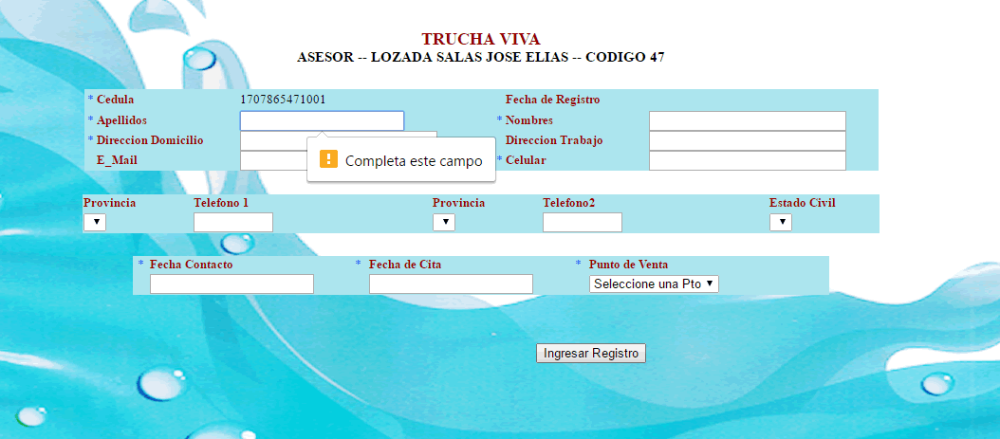 TRUCHA VIVA
ASESOR -- LOZADA SALAS JOSE ELIAS -- CODIGO 47
* Cedula 1707865471001 Fecha de Registro
* Apellidos * Nombres
* Direccion Domicilio Direccion Trabajo
E_Mail * Celular
Completa este campo
Provincia Telefono 1 Provincia Telefono2 Estado Civil
* Fecha Contacto * Fecha de Cita * Punto de Venta
Seleccione una Pto
Ingresar Registro